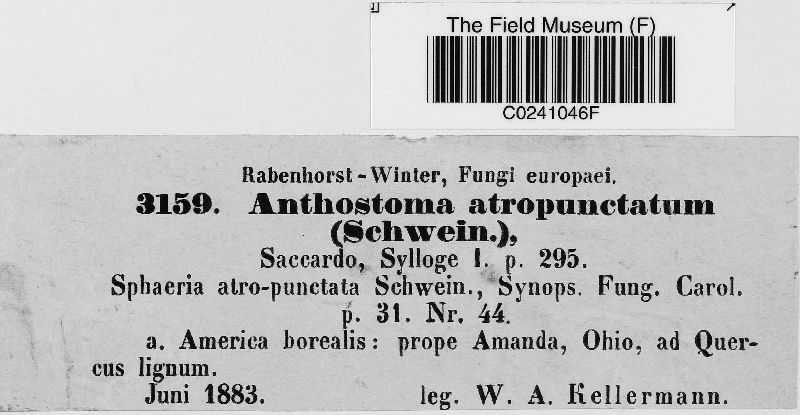 The Field Museum (F)
C0241046F
Rabenhorst-Winter, Fungi europaei.
3159. Anthostoma atropunctatum
(Schwein.),
Saccardo, Sylloge I. p. 295.
Sphaeria atro-punctata Schwein., Synops. Fung. Carol.
p. 31. Nr. 44.
a. America borealis: prope Amanda, Ohio, ad Quer-
cus lignum.
Juni 1883. leg. W. A. Kellermann.